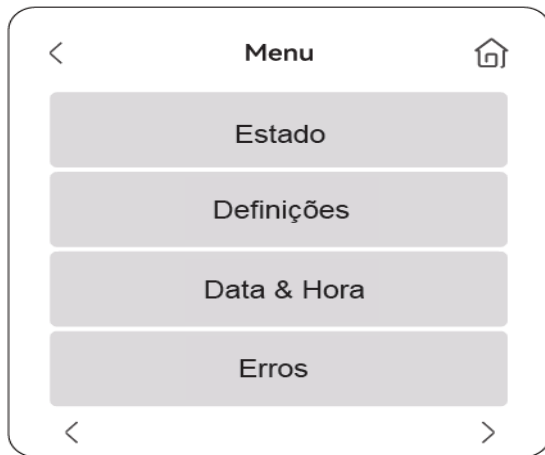 Menu
Estado
Definições
Data & Hora
Erros